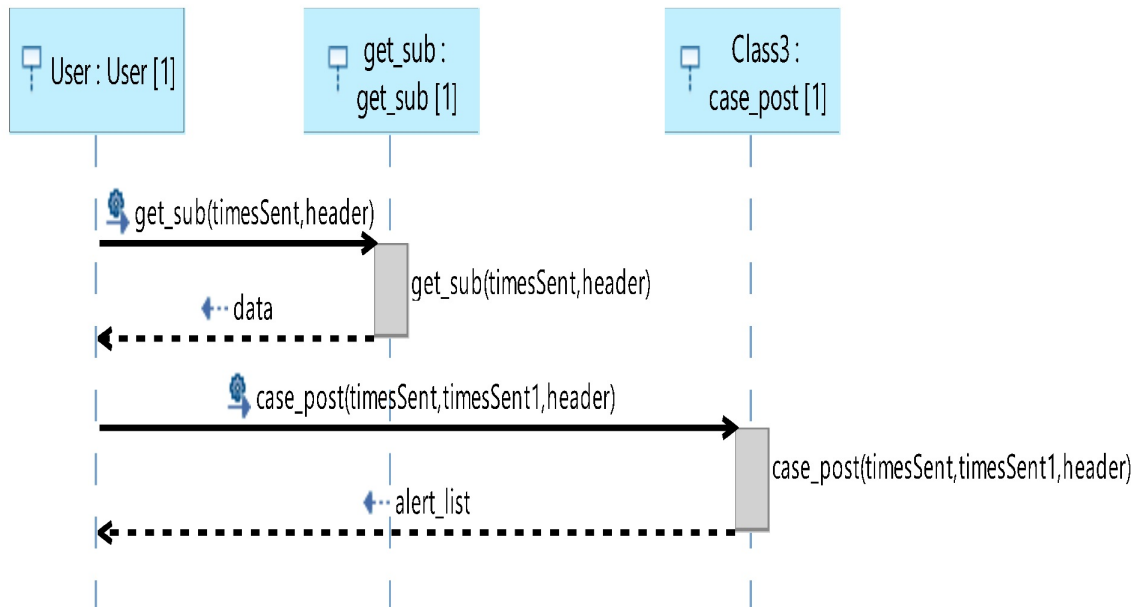 User : User [1]
get_sub :
get_sub [1]
Class3 :
case_post [1]
get_sub(timesSent,header)
get_sub(timesSent,header)
data
case_post(timesSent,timesSent1,header)
case_post(timesSent,timesSent1,header)
alert_list